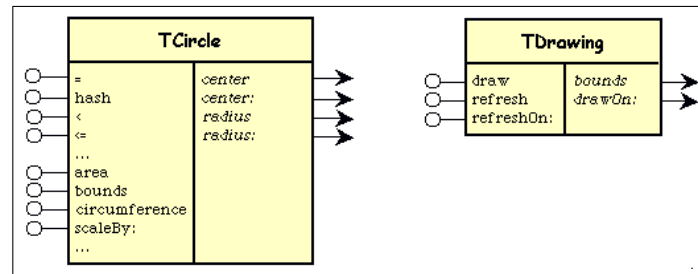 TCircle
=
hash
<
<=
...
area
bounds
circumference
scaleBy:
...
center
center:
radius
radius:
TDrawing
draw
refresh
refreshOn:
bounds
drawOn: